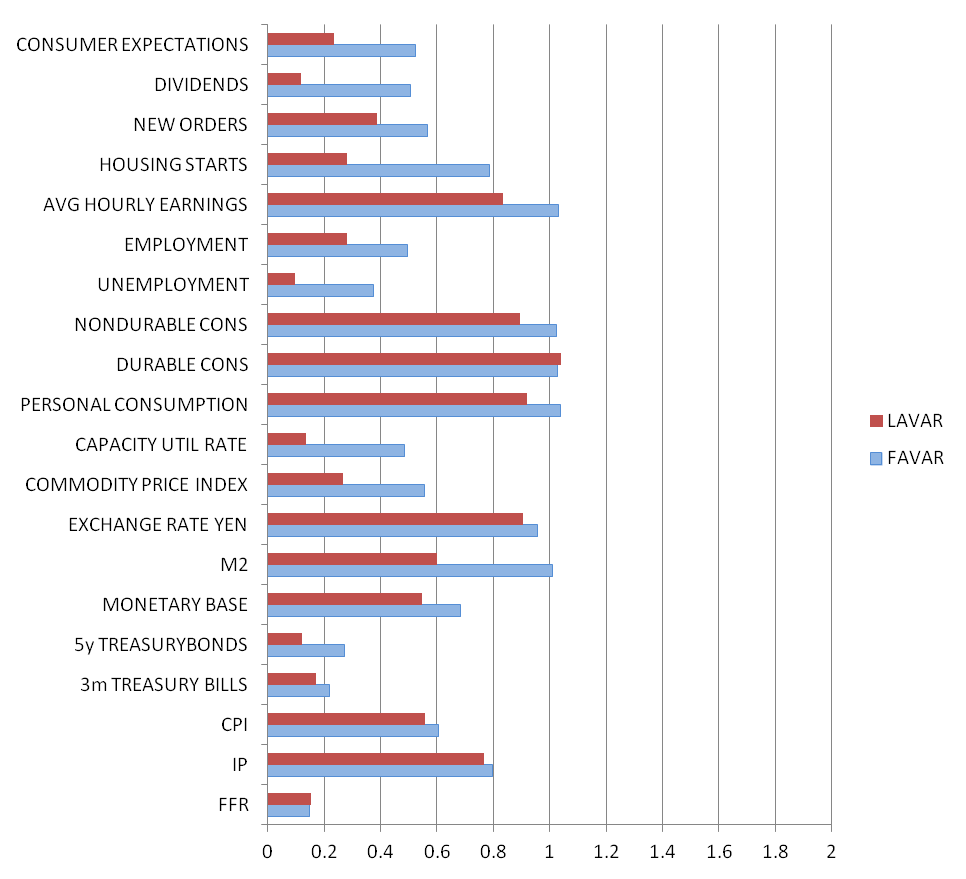 CONSUMER EXPECTATIONS
DIVIDENDS
NEW ORDERS
HOUSING STARTS
AVG HOURLY EARNINGS
EMPLOYMENT
UNEMPLOYMENT
NONDURABLE CONS
DURABLE CONS
PERSONAL CONSUMPTION
CAPACITY UTIL RATE
COMMODITY PRICE INDEX
EXCHANGE RATE YEN
M2
MONETARY BASE
5y TREASURYBONDS
3m TREASURY BILLS
CPI
IP
FFR
0 0.2 0.4 0.6 0.8 1 1.2 1.4 1.6 1.8 2
LAVAR
FAVAR